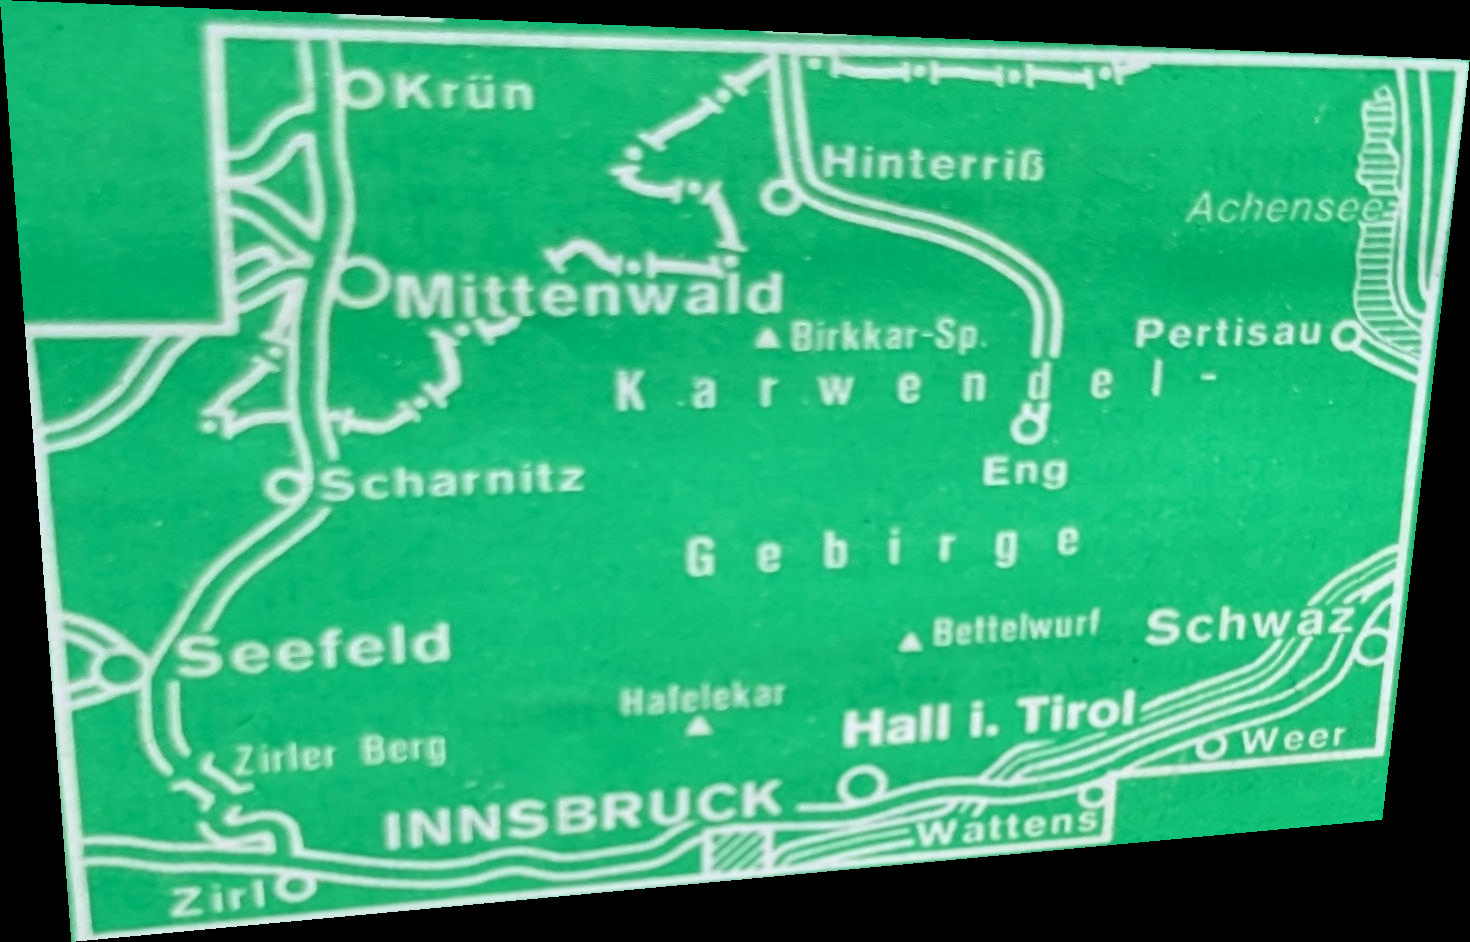 Krün
Hinterriß
Achensee
Mittenwald
Birkkar-Sp.
Pertisau
Karwendel-
Eng
Scharnitz
Gebirge
Bettelwurf
Schwaz
Seefeld
Hafelekar
Hall i. Tirol
Zirler Berg
Weer
INNSBRUCK
Wattens
Zirl